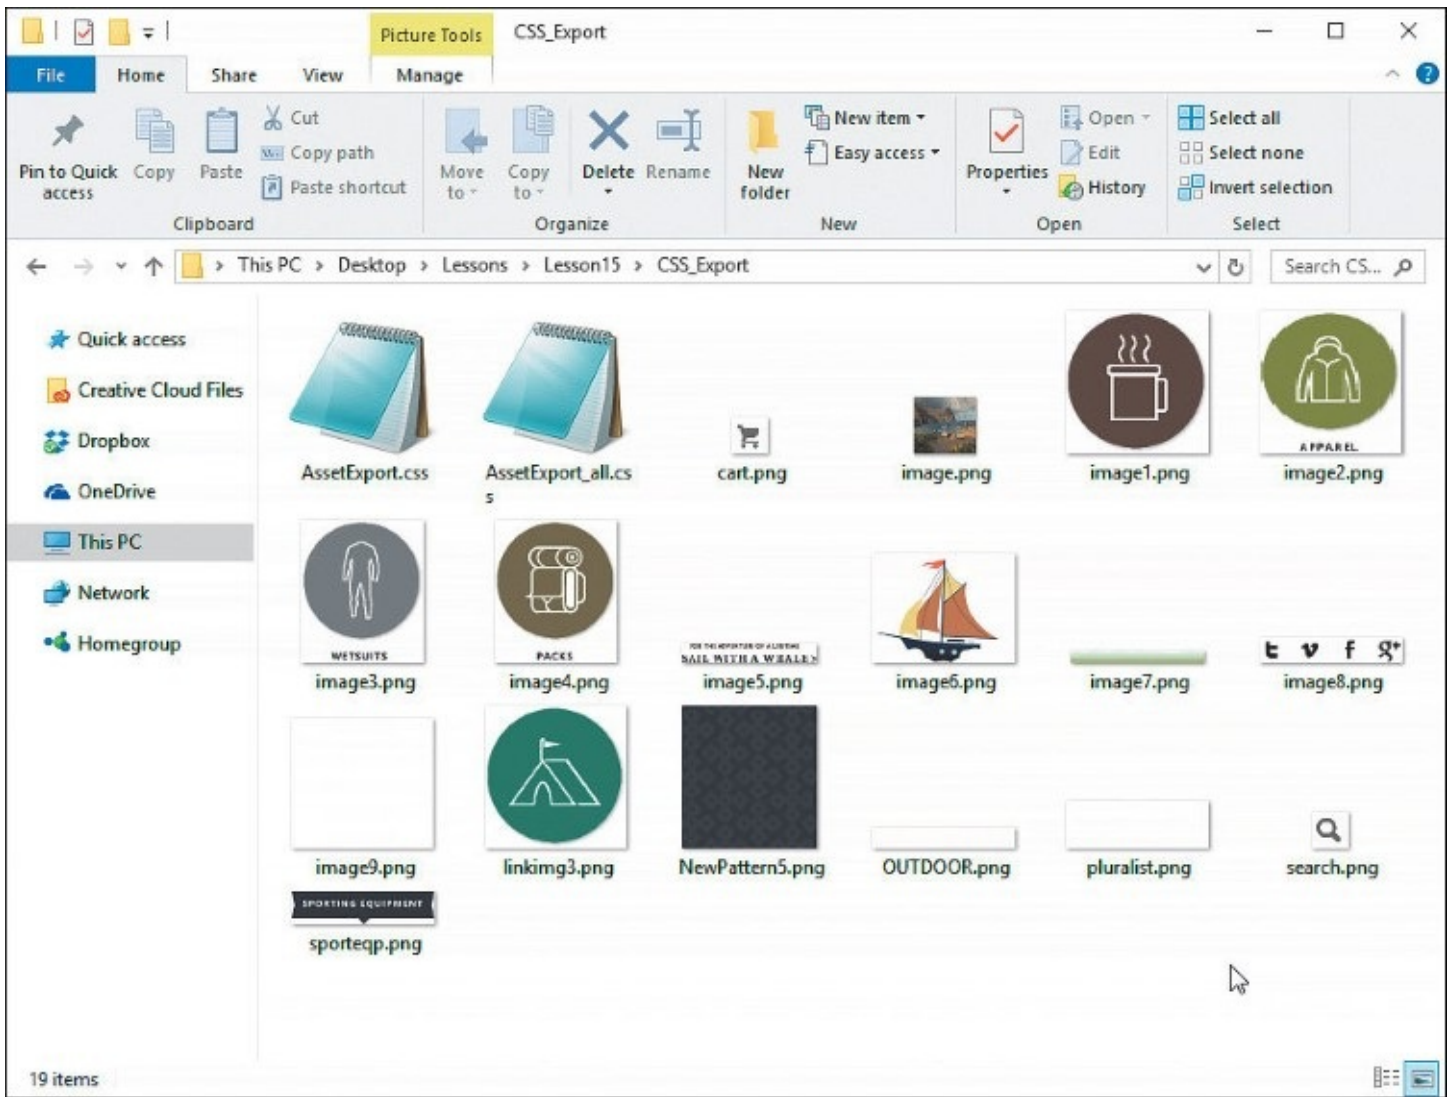 Picture Tools
CSS_Export
File
Home
Share
View
Manage
Pin to Quick access
Copy
Paste
Cut
Copy path
Paste shortcut
Clipboard
Move to
Copy to
Delete
Rename
Organize
New folder
New item
Easy access
New
Properties
Open
Edit
History
Open
Select all
Select none
Invert selection
Select
This PC > Desktop > Lessons > Lesson15 > CSS_Export
Search CS...
Quick access
Creative Cloud Files
Dropbox
OneDrive
This PC
Network
Homegroup
APPAREL
AssetExport.css
AssetExport_all.cs
s
cart.png
image.png
image1.png
image2.png
WETSUITS
PACKS
FOR THE ADVENTURE OF A LIFETIME
SAIL WITH A WHALE
t v f g+
image3.png
image4.png
image5.png
image6.png
image7.png
image8.png
image9.png
linkimg3.png
NewPattern5.png
OUTDOOR.png
pluralist.png
search.png
SPORTING EQUIPMENT
sporteqp.png
19 items